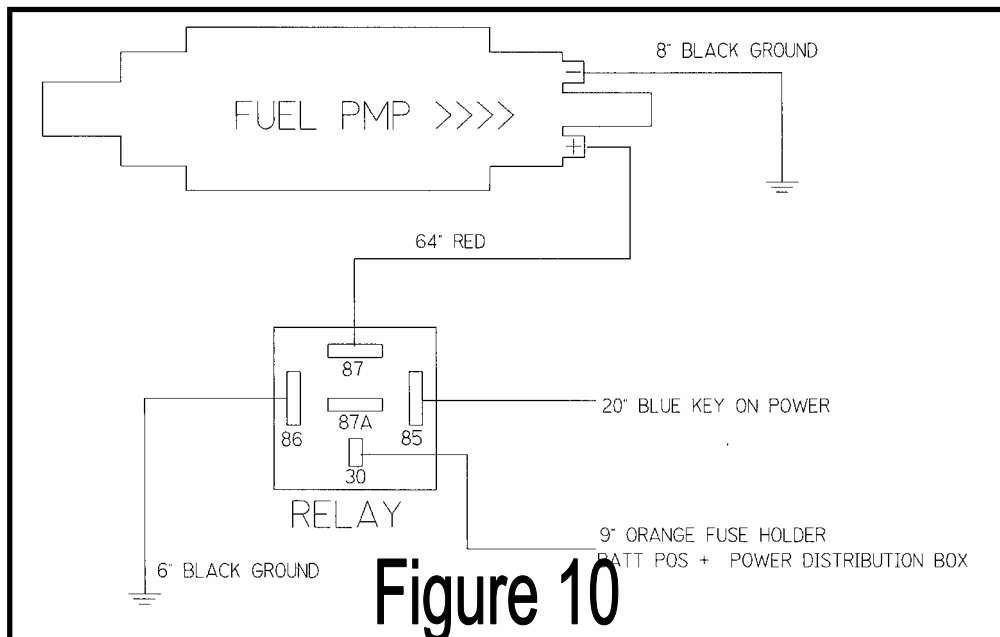 8" BLACK GROUND
−
FUEL PMP >>>>
+
64" RED
87
86
87A
85
30
RELAY
20" BLUE KEY ON POWER
9" ORANGE FUSE HOLDER
BATT POS + POWER DISTRIBUTION BOX
6" BLACK GROUND
Figure 10